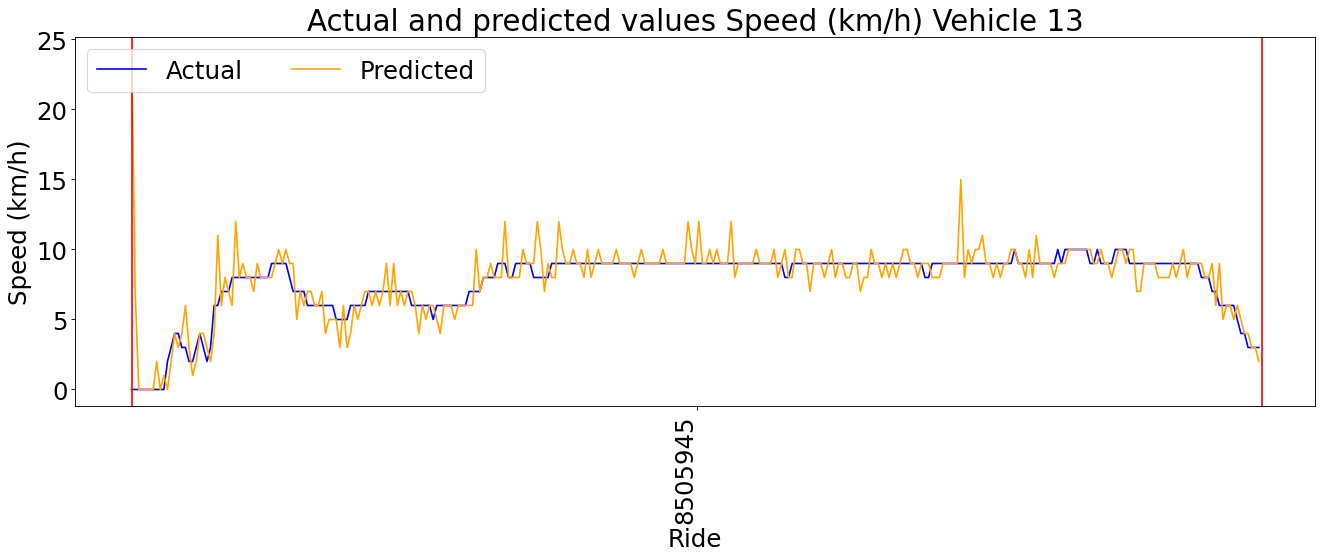 Actual and predicted values Speed (km/h) Vehicle 13
Actual Predicted
Speed (km/h)
25
20
15
10
5
0
8505945
Ride